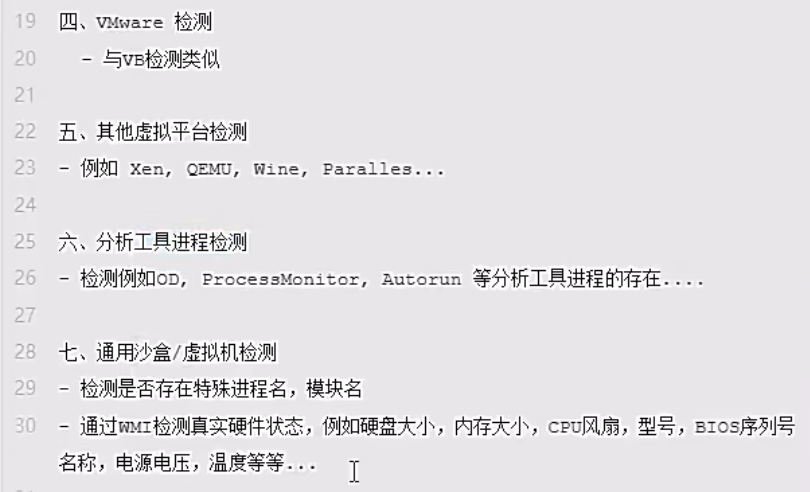 19 四、VMware 检测
20 - 与VB检测类似
21
22 五、其他虚拟平台检测
23 - 例如 Xen, QEMU, Wine, Paralles...
24
25 六、分析工具进程检测
26 - 检测例如OD, ProcessMonitor, Autorun 等分析工具进程的存在....
27
28 七、通用沙盒/虚拟机检测
29 - 检测是否存在特殊进程名，模块名
30 - 通过WMI检测真实硬件状态，例如硬盘大小，内存大小，CPU风扇，型号，BIOS序列号
名称，电源电压，温度等等...